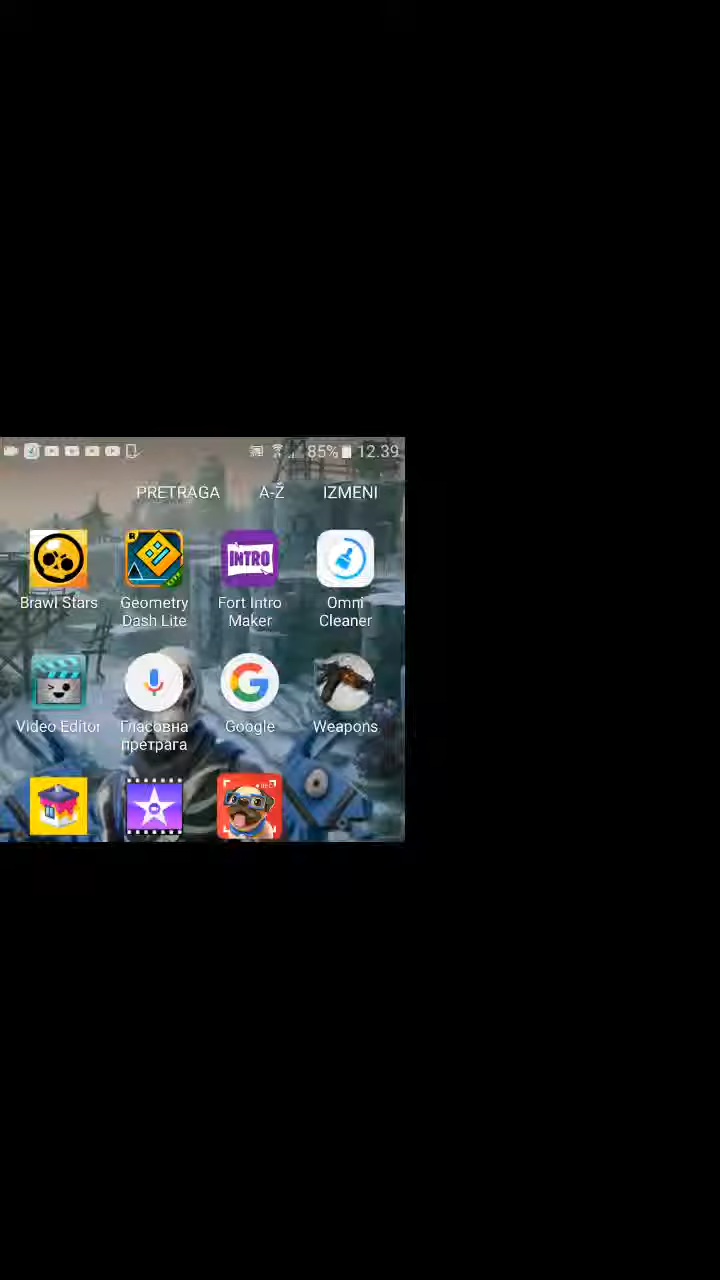 85% 12.39
PRETRAGA A-Ž IZMENI
INTRO
Brawl Stars Geometry Fort Intro Omni
Dash Lite Maker Cleaner
Video Editor Гласовна Google Weapons
претрага